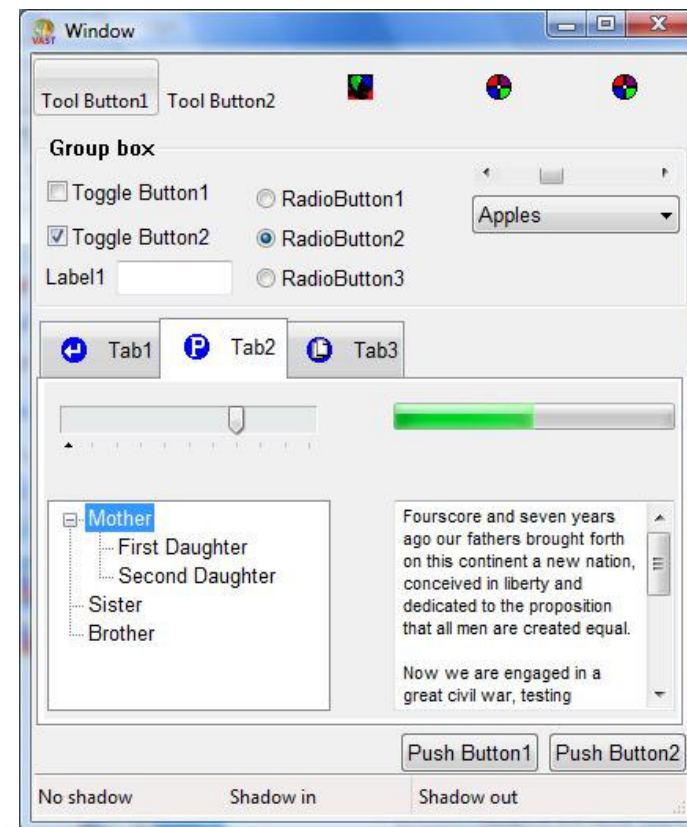 VAST Window
Tool Button1 Tool Button2
Group box
Toggle Button1
Toggle Button2
Label1
RadioButton1
RadioButton2
RadioButton3
Apples
Tab1 P Tab2 Tab3
Mother
First Daughter
Second Daughter
Sister
Brother
Fourscore and seven years
ago our fathers brought forth
on this continent a new nation,
conceived in liberty and
dedicated to the proposition
that all men are created equal.
Now we are engaged in a
great civil war, testing
Push Button1 Push Button2
No shadow Shadow in Shadow out